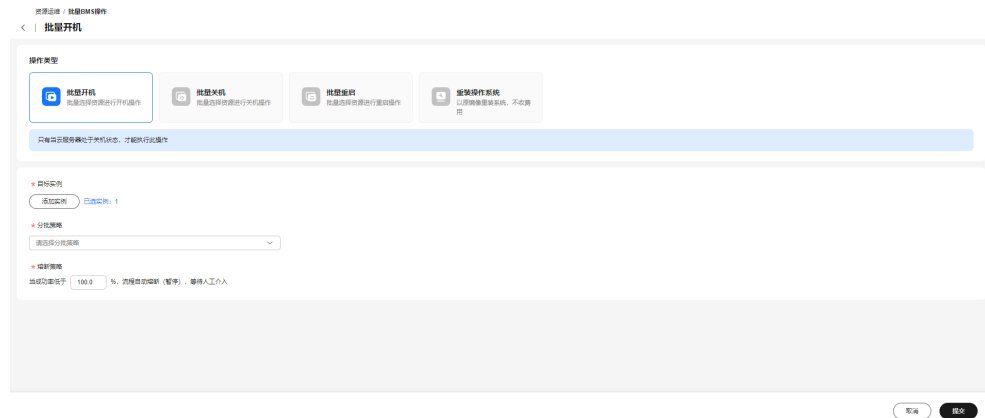 资源运维 / 批量BMS操作
批量开机
操作类型
批量开机
批量选择资源进行开机操作
批量关机
批量选择资源进行关机操作
批量重启
批量选择资源进行重启操作
重装操作系统
以原镜像重装系统，不收费
用
只有当云服务器处于关机状态，才能执行此操作
* 目标实例
添加实例 已选实例：1
* 分批策略
请选择分批策略
* 熔断策略
当成功率低于 100.0 %，流程自动熔断（暂停），等待人工介入
取消 提交